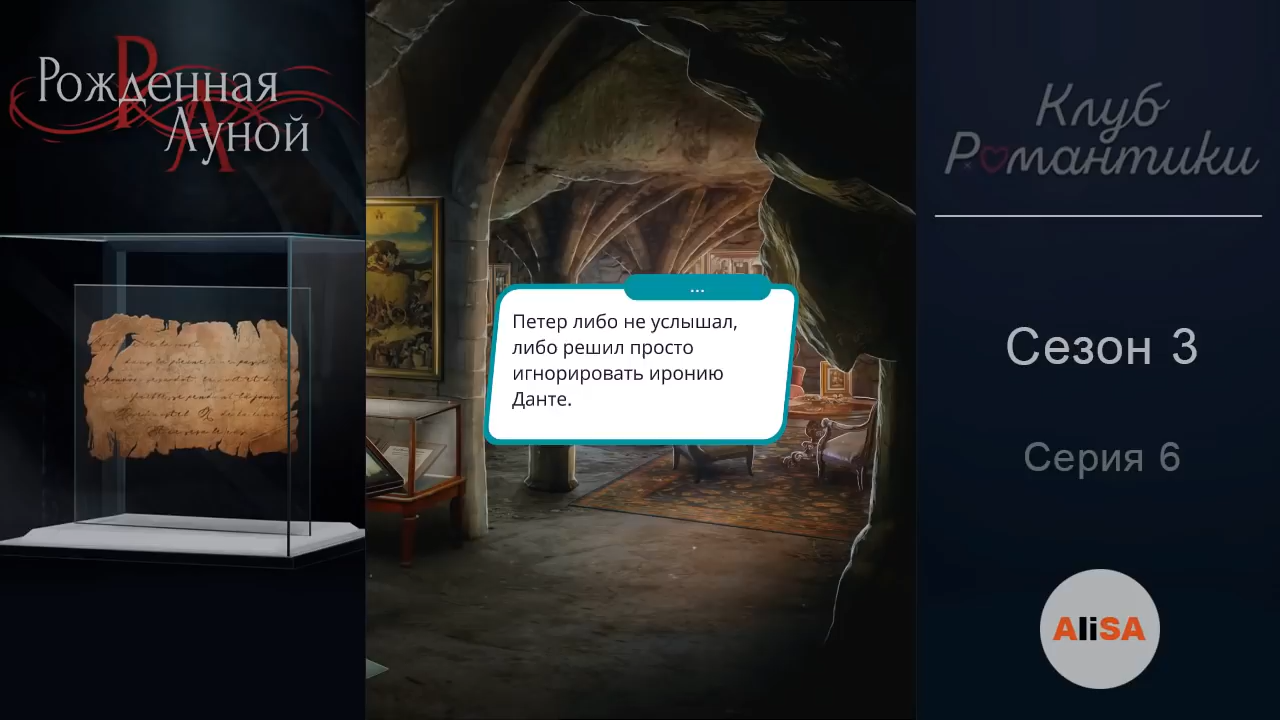 Рожденная
Луной
...
Петер либо не услышал,
либо решил просто
игнорировать иронию
Данте.
Клуб
Романтики
Сезон 3
Серия 6
AliSA